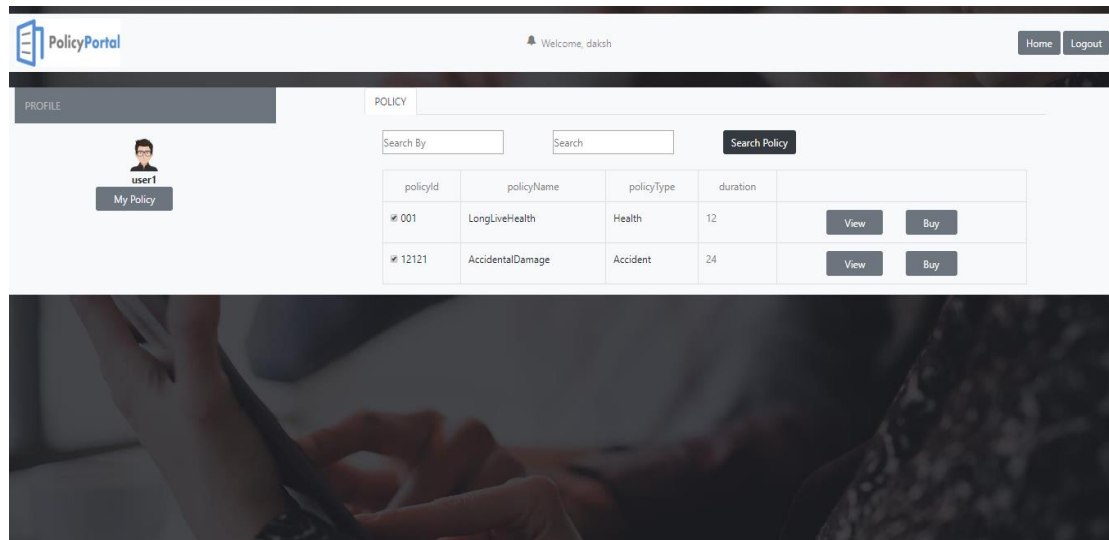 PolicyPortal
Welcome, daksh
Home Logout
PROFILE
user1
My Policy
POLICY
Search By Search Search Policy
policyId policyName policyType duration
001 LongLiveHealth Health 12 View Buy
12121 AccidentalDamage Accident 24 View Buy